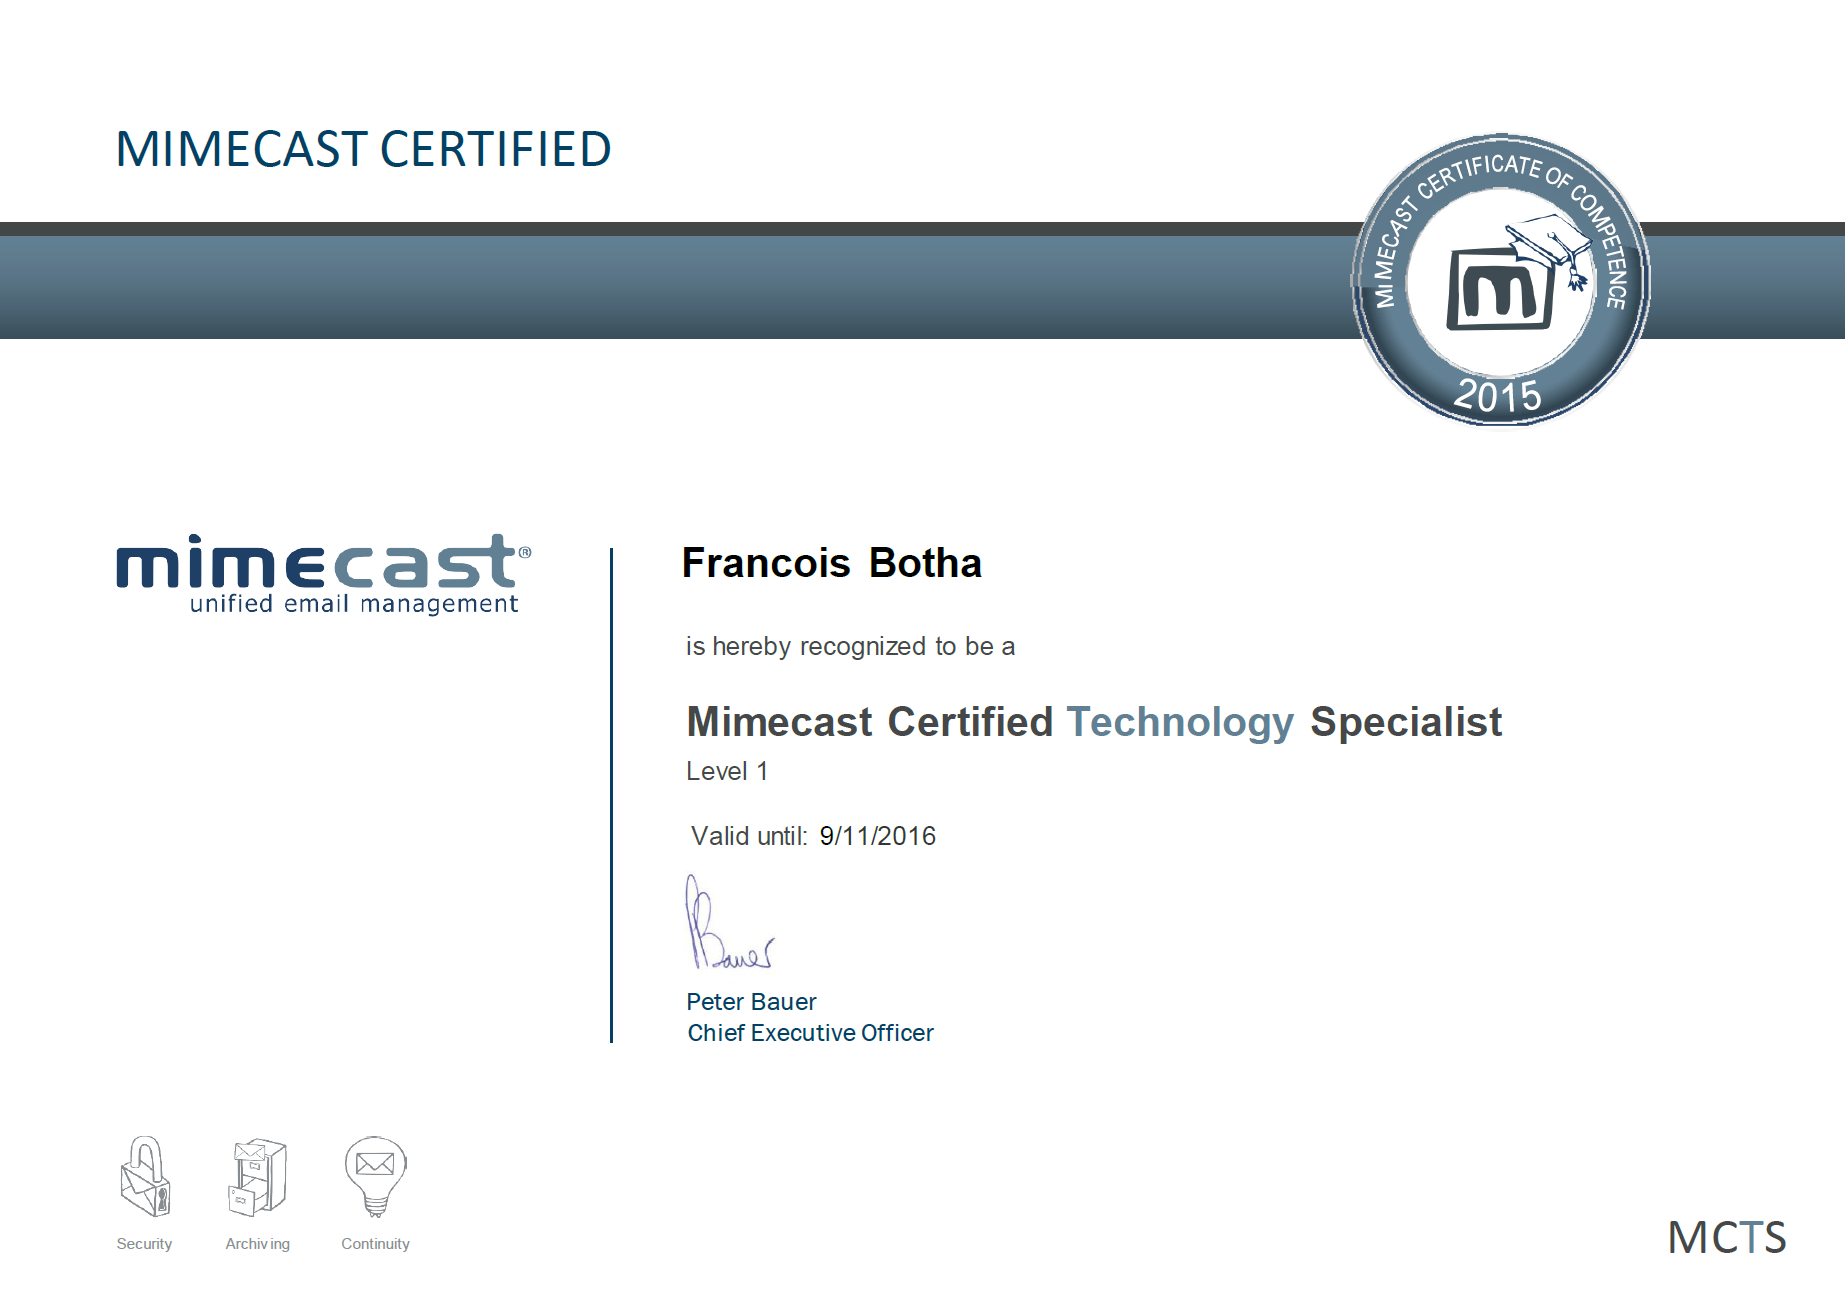 MIMECAST CERTIFIED
MIMECAST CERTIFICATE OF COMPETENCE
m
2015
mimecast®
unified email management
Francois Botha
is hereby recognized to be a
Mimecast Certified Technology Specialist
Level 1
Valid until: 9/11/2016
PBauer
Peter Bauer
Chief Executive Officer
Security Archiving Continuity
MCTS